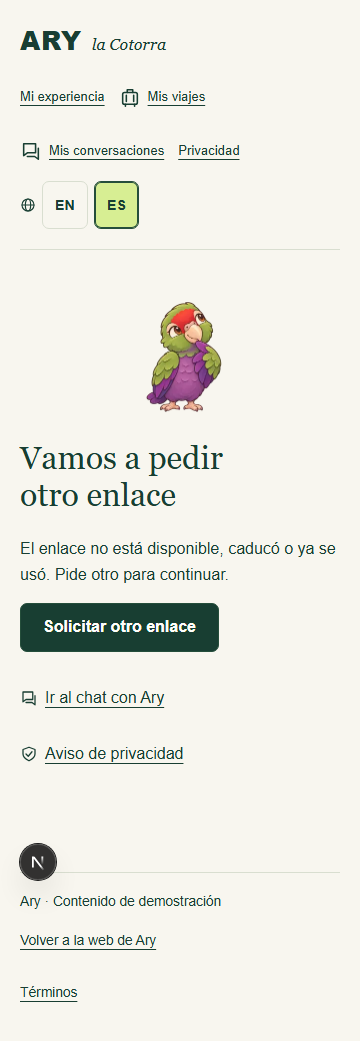 ARY la Cotorra
Mi experiencia Mis viajes
Mis conversaciones Privacidad
EN ES
Vamos a pedir
otro enlace
El enlace no está disponible, caducó o ya se
usó. Pide otro para continuar.
Solicitar otro enlace
Ir al chat con Ary
Aviso de privacidad
N
Ary · Contenido de demostración
Volver a la web de Ary
Términos